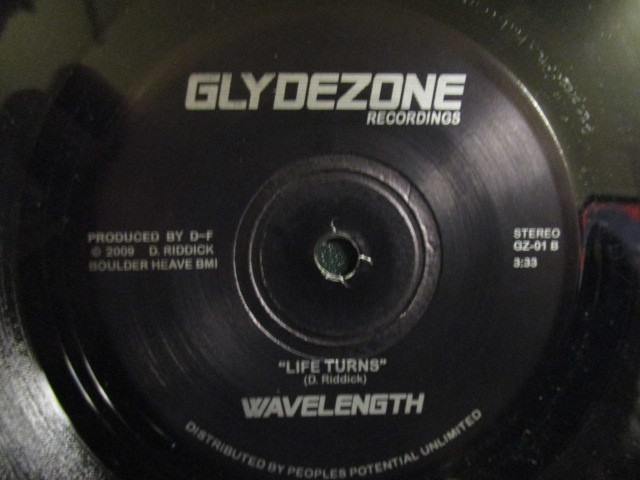 GLYDEZONE
RECORDINGS
PRODUCED BY D=F
© 2009 D. RIDDICK
BOULDER HEAVE BMI
STEREO
GZ-01 B
3:33
"LIFE TURNS"
(D. Riddick)
WAVELENGTH
DISTRIBUTED BY PEOPLES POTENTIAL UNLIMITED